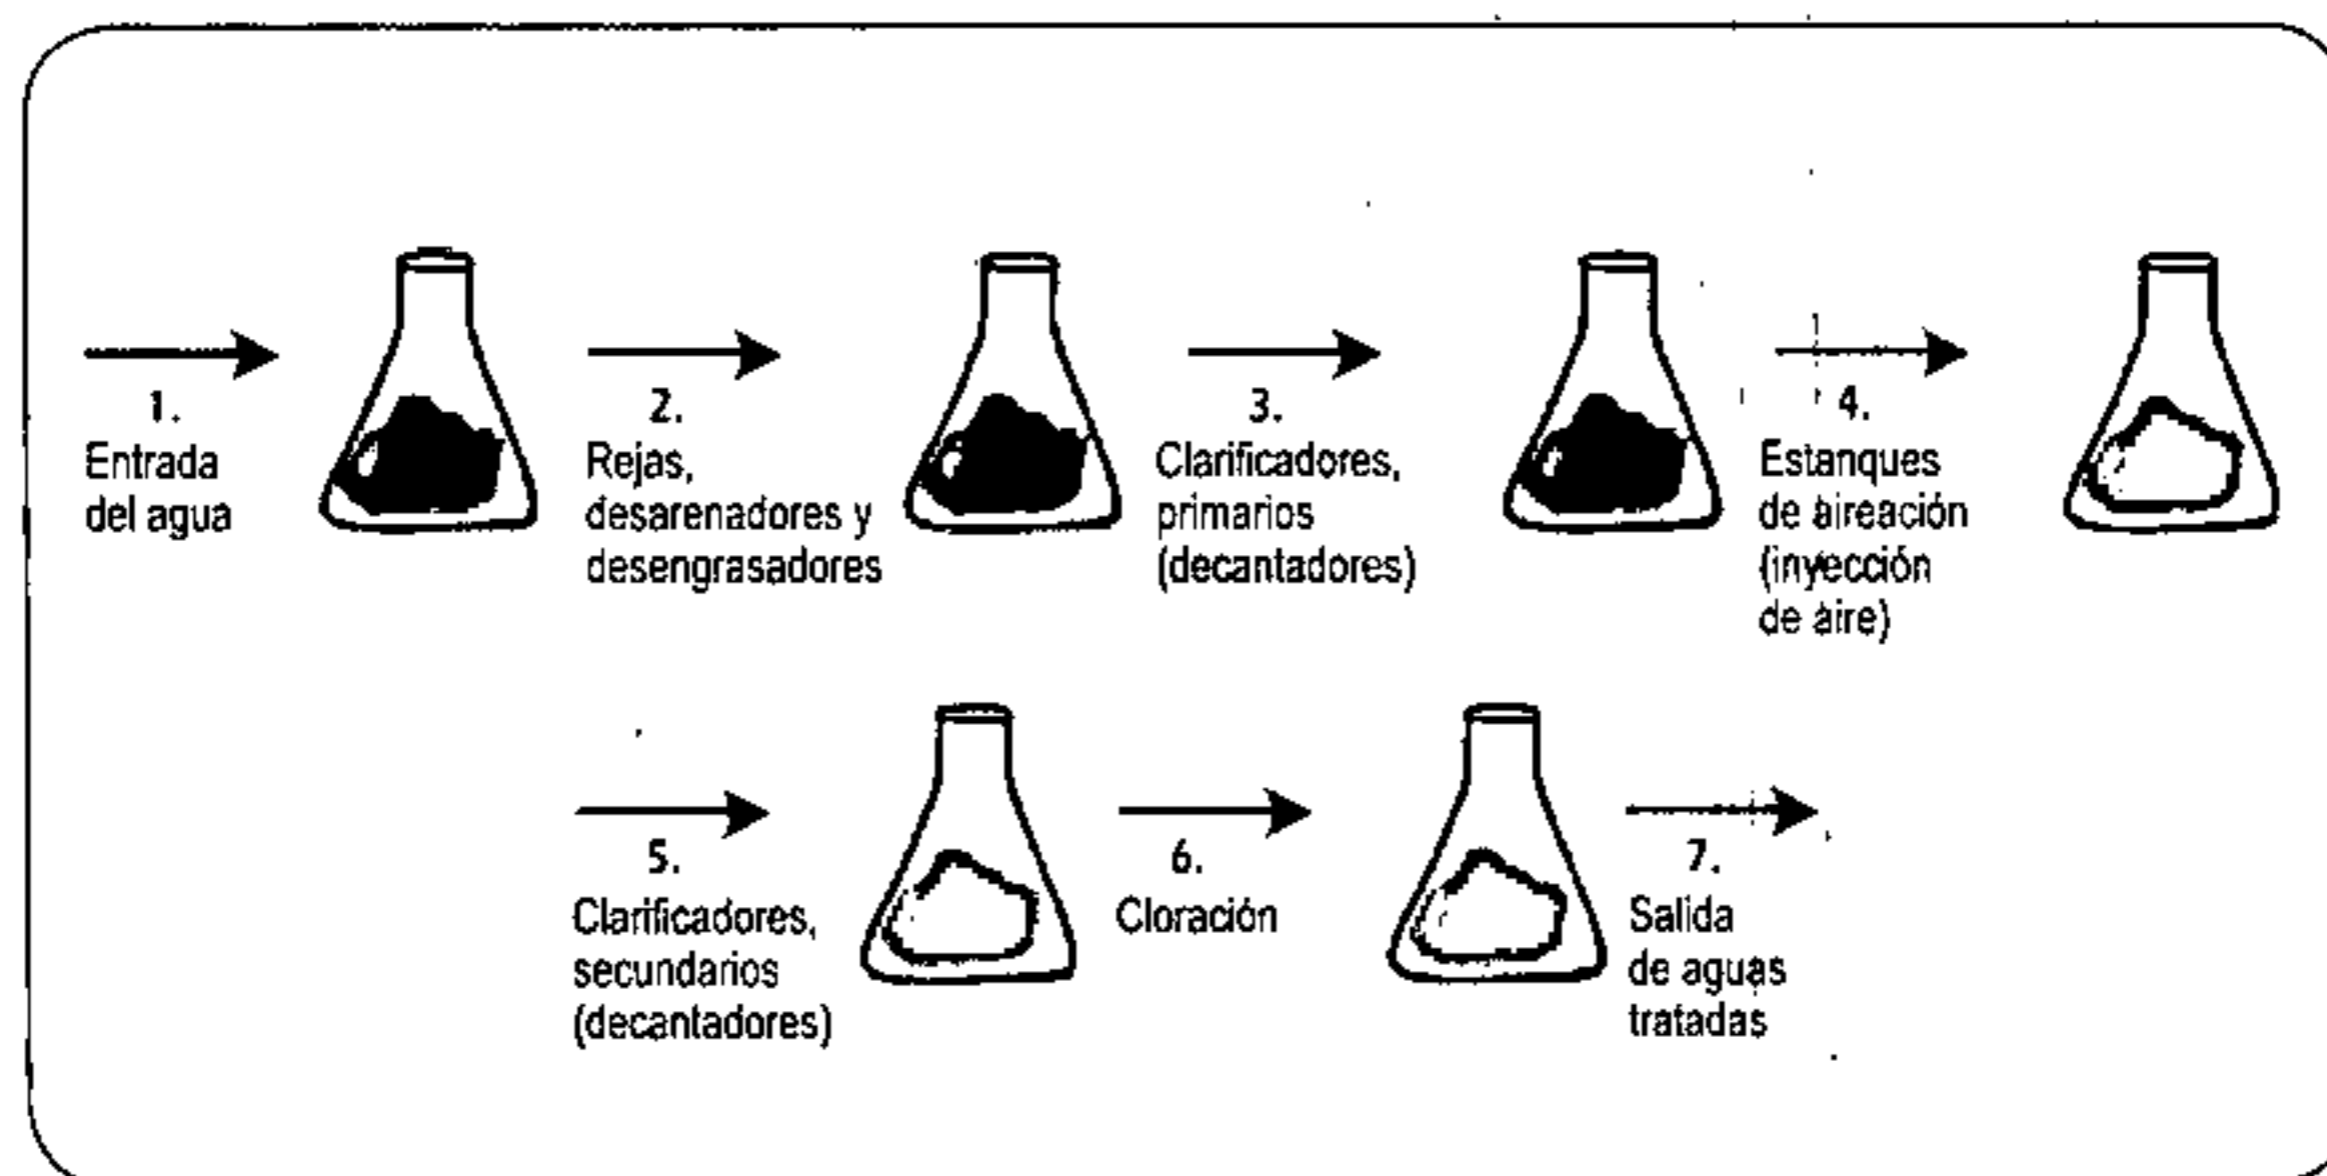 1.
Entrada
del agua
2.
Rejas,
desarenadores y
desengrasadores
3.
Clarificadores,
primarios
(decantadores)
4.
Estanques
de aireación
(inyección
de aire)
5.
Clarificadores,
secundarios
(decantadores)
6.
Cloración
7.
Salida
de aguas
tratadas